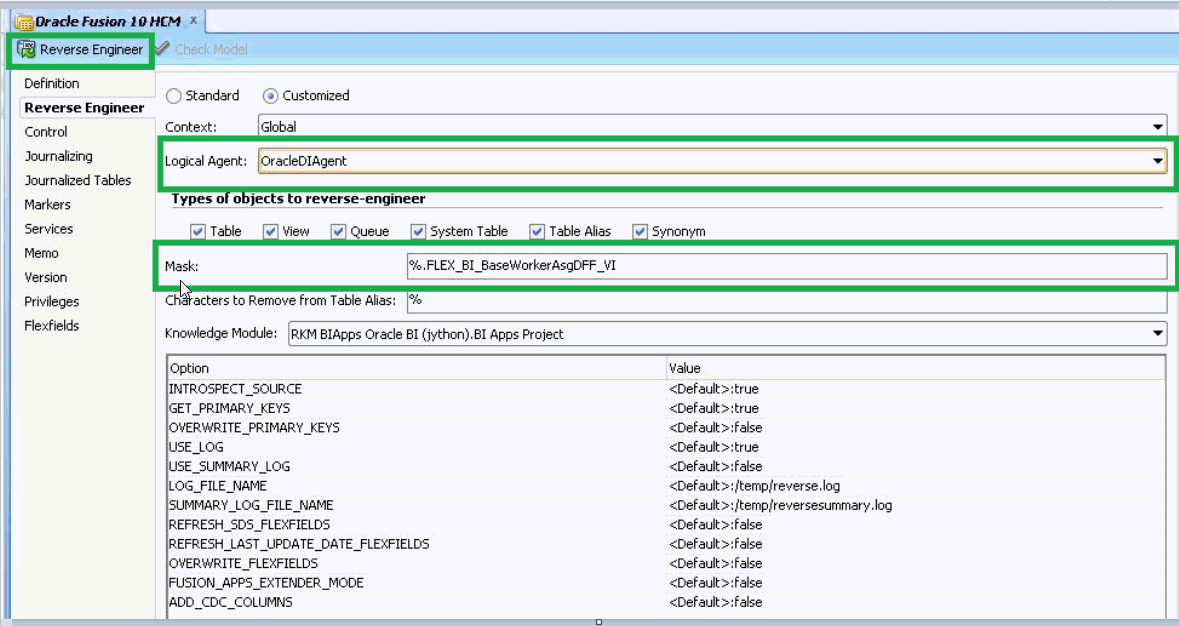 Oracle Fusion 10 HCM x
Reverse Engineer Check Model
Definition
Reverse Engineer
Control
Journalizing
Journalized Tables
Markers
Services
Memo
Version
Privileges
Flexfields
Standard Customized
Context: Global
Logical Agent: OracleDIAgent
Types of objects to reverse-engineer
Table View Queue System Table Table Alias Synonym
Mask: %.FLEX_BI_BaseWorkerAsgDFF_VI
Characters to Remove from Table Alias: %
Knowledge Module: RKM BIApps Oracle BI (jython).BI Apps Project
Option Value
INTROSPECT_SOURCE <Default>:true
GET_PRIMARY_KEYS <Default>:true
OVERWRITE_PRIMARY_KEYS <Default>:false
USE_LOG <Default>:true
USE_SUMMARY_LOG <Default>:false
LOG_FILE_NAME <Default>:/temp/reverse.log
SUMMARY_LOG_FILE_NAME <Default>:/temp/reversesummary.log
REFRESH_SDS_FLEXFIELDS <Default>:false
REFRESH_LAST_UPDATE_DATE_FLEXFIELDS <Default>:false
OVERWRITE_FLEXFIELDS <Default>:false
FUSION_APPS_EXTENDER_MODE <Default>:false
ADD_CDC_COLUMNS <Default>:false